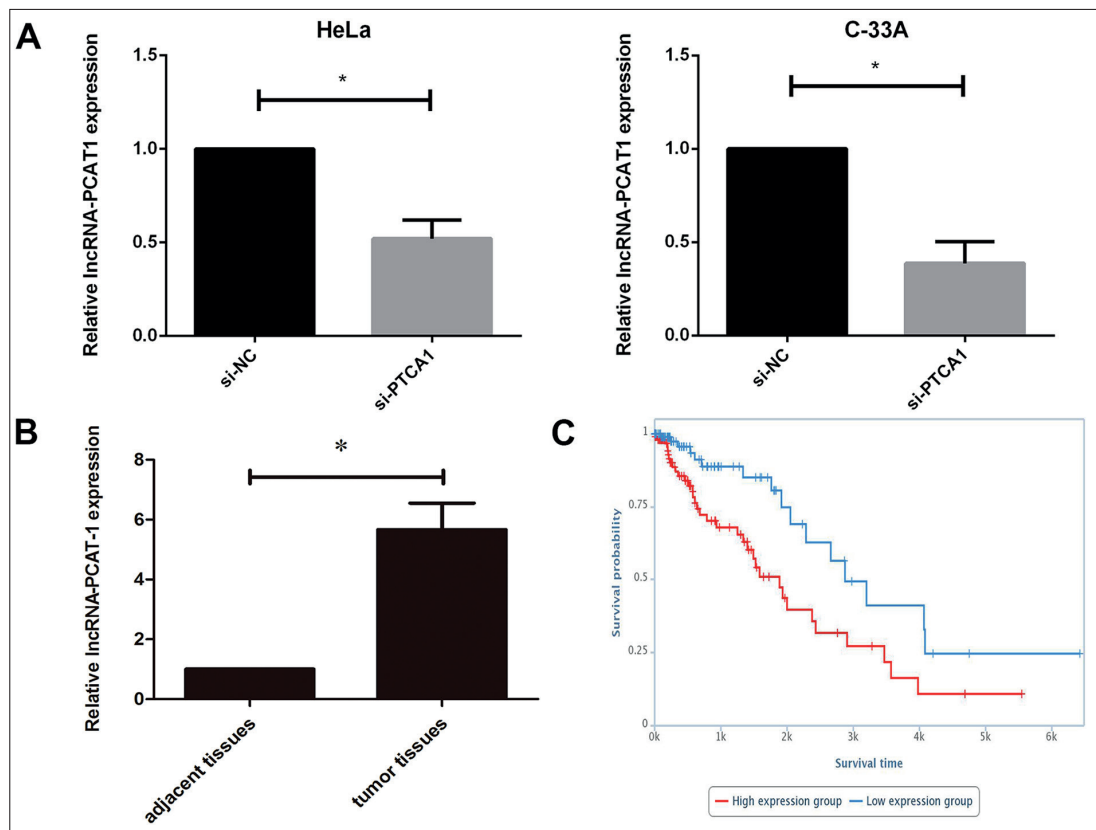 A
HeLa
Relative lncRNA-PCAT1 expression
1.5
1.0
0.5
0.0
*
si-NC
si-PTCA1
C-33A
Relative lncRNA-PCAT1 expression
1.5
1.0
0.5
0.0
*
si-NC
si-PTCA1
B
Relative lncRNA-PCAT-1 expression
8
6
4
2
0
*
adjacent tissues
tumor tissues
C
Survival probability
1
0.75
0.5
0.25
0
0k 1k 2k 3k 4k 5k 6k
Survival time
High expression group Low expression group